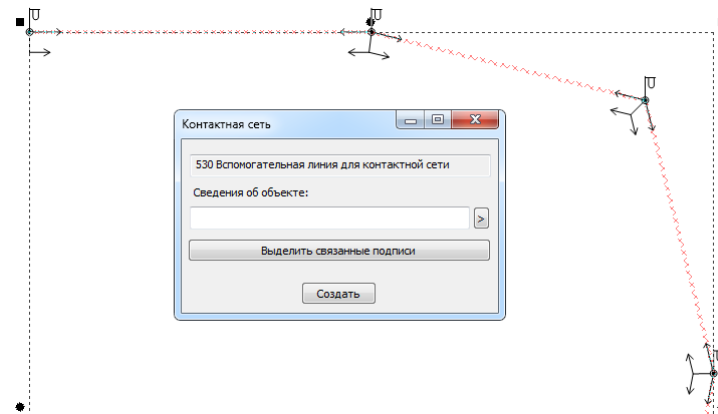 Контактная сеть
530 Вспомогательная линия для контактной сети
Сведения об объекте:
>
Выделить связанные подписи
Создать